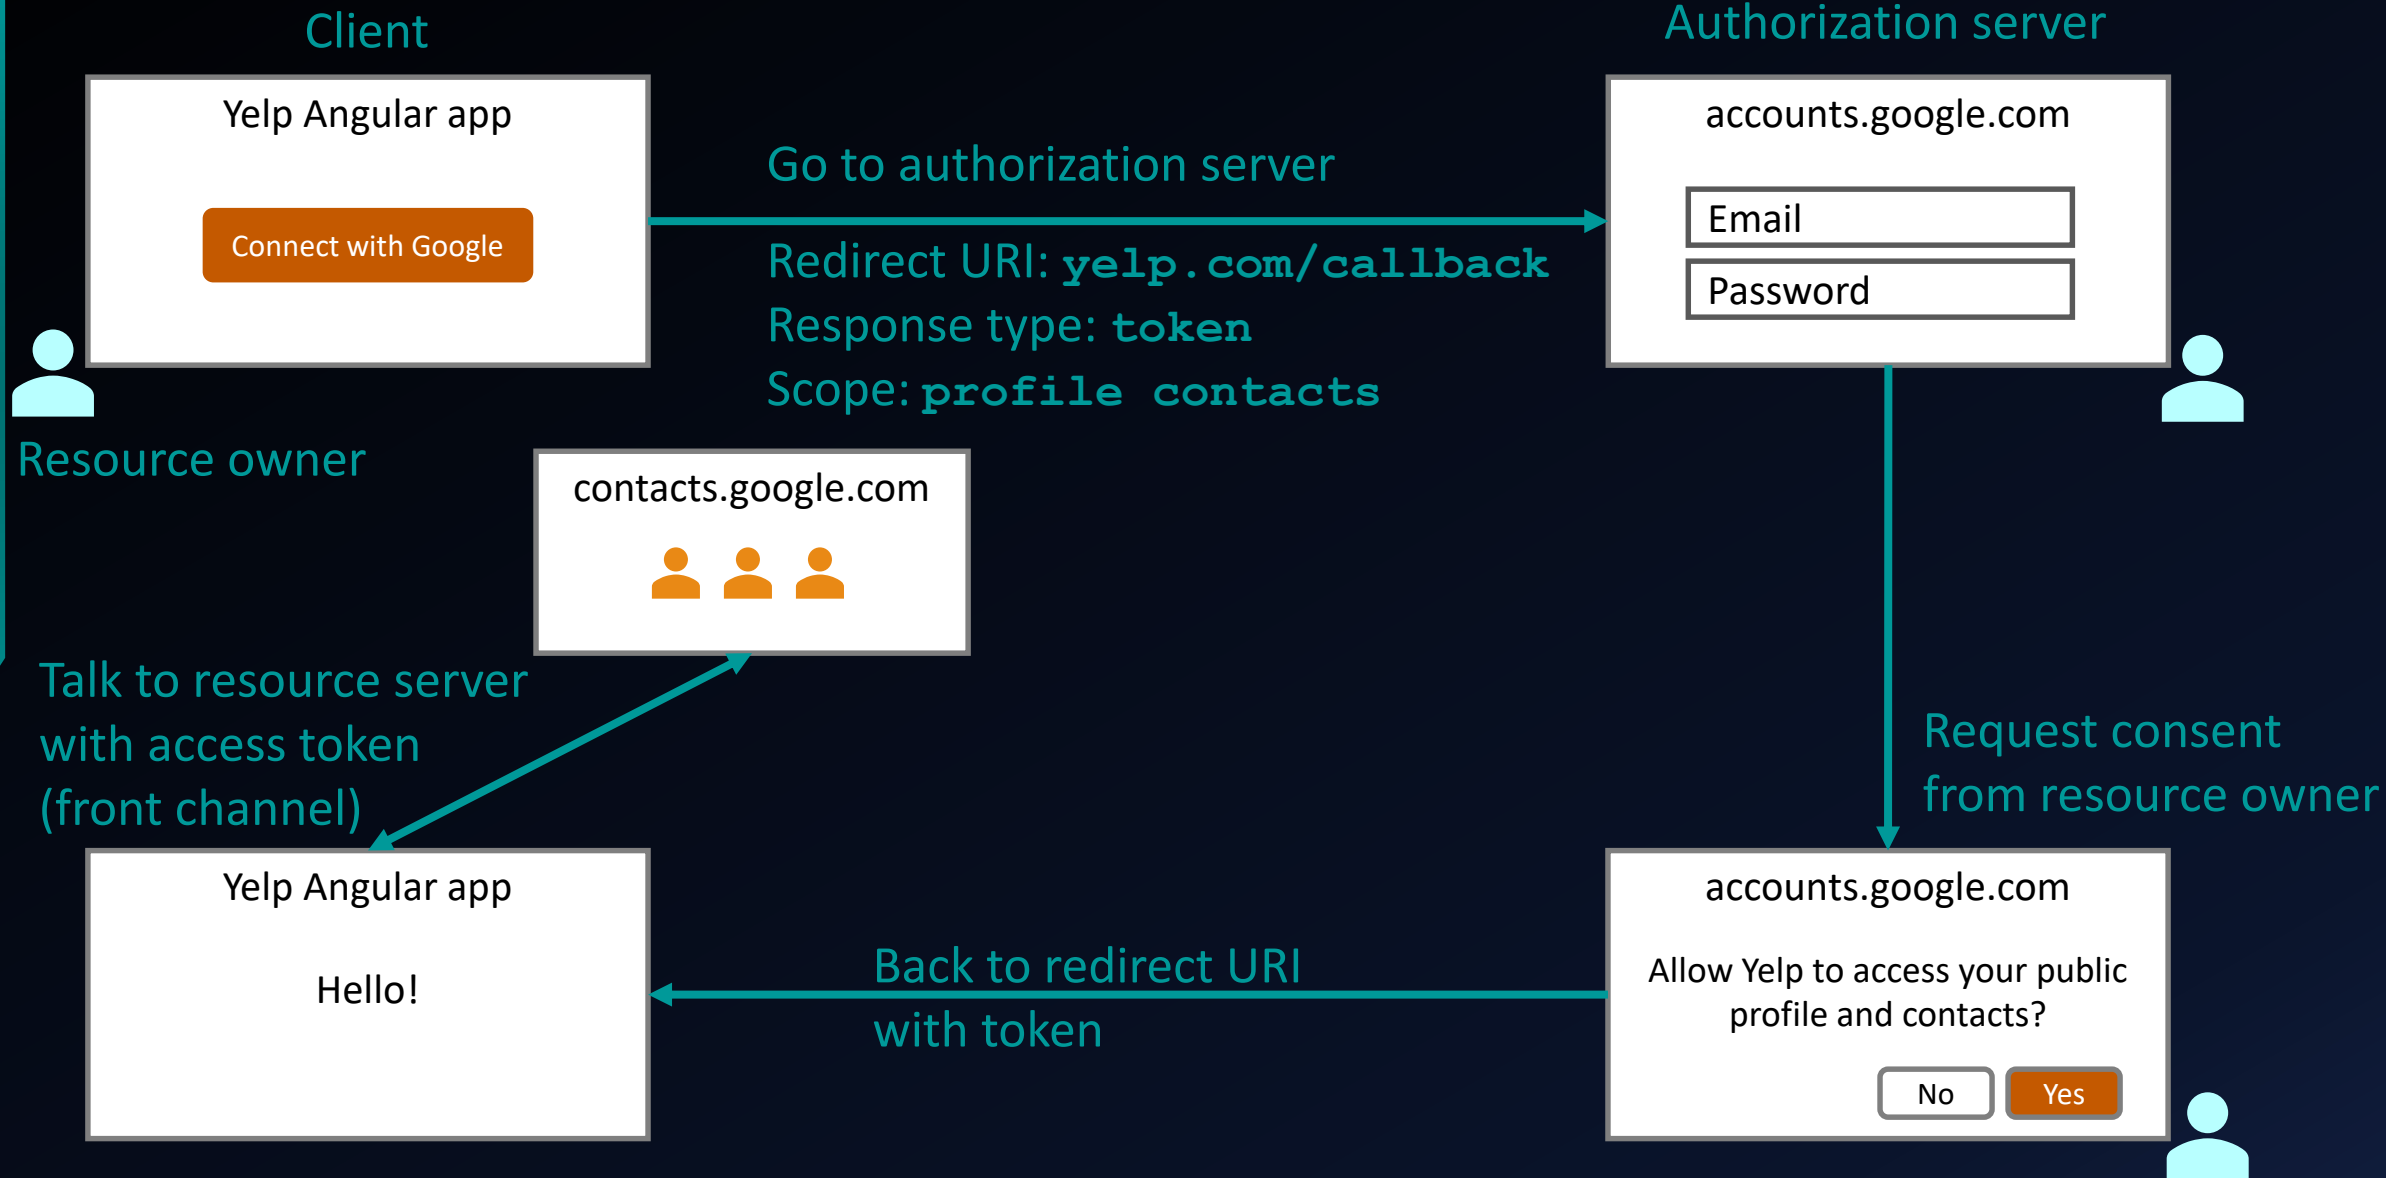 Client
Authorization server
Yelp Angular app
Connect with Google
Go to authorization server
Redirect URI: yelp.com/callback
Response type: token
Scope: profile contacts
accounts.google.com
Email
Password
Resource owner
contacts.google.com
Talk to resource server
with access token
(front channel)
Request consent
from resource owner
Yelp Angular app
Hello!
Back to redirect URI
with token
accounts.google.com
Allow Yelp to access your public
profile and contacts?
No
Yes